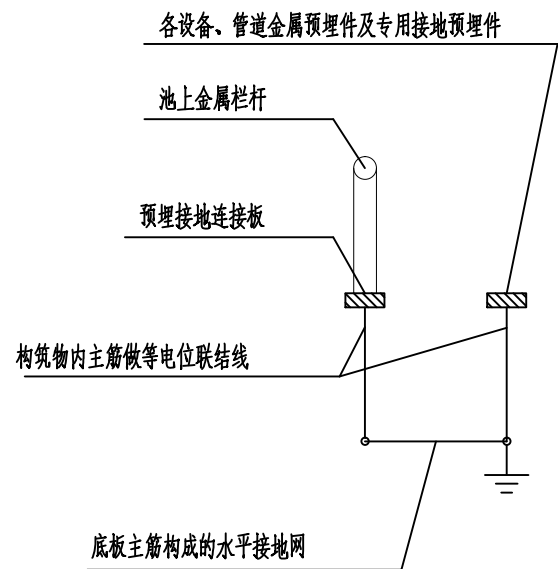 各设备、管道金属预埋件及专用接地预埋件
池上金属栏杆
预埋接地连接板
构筑物内主筋做等电位联结线
底板主筋构成的水平接地网